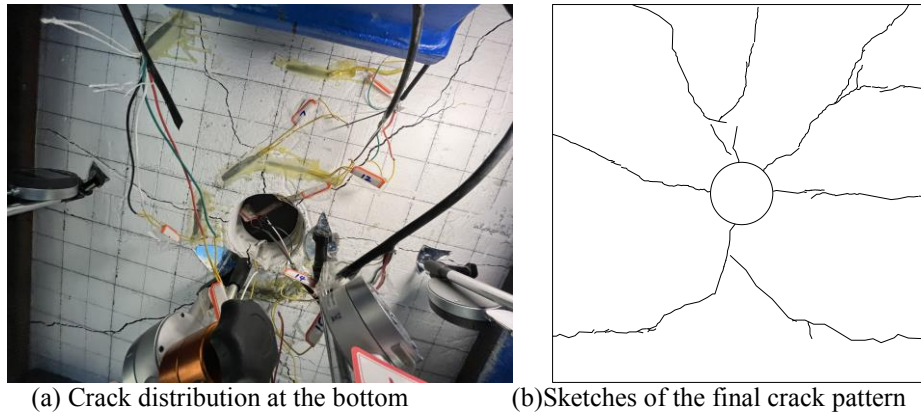 (a) Crack distribution at the bottom
(b)Sketches of the final crack pattern